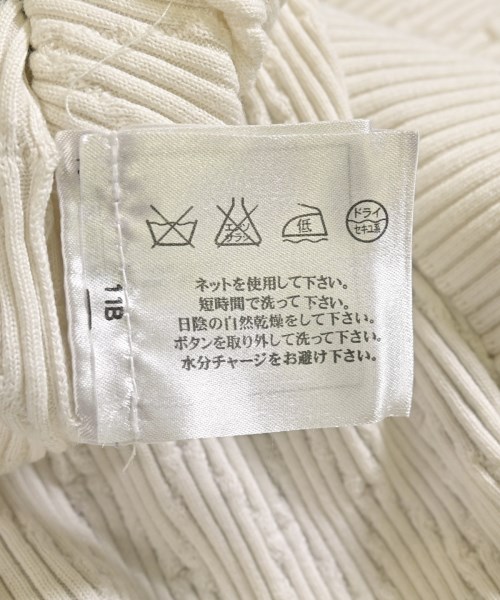 エンソ
サラシ
低
ドライ
セキユ系
ネットを使用して下さい。
短時間で洗って下さい。
日陰の自然乾燥をして下さい。
ボタンを取り外して洗って下さい。
水分チャージをお避け下さい。
11B